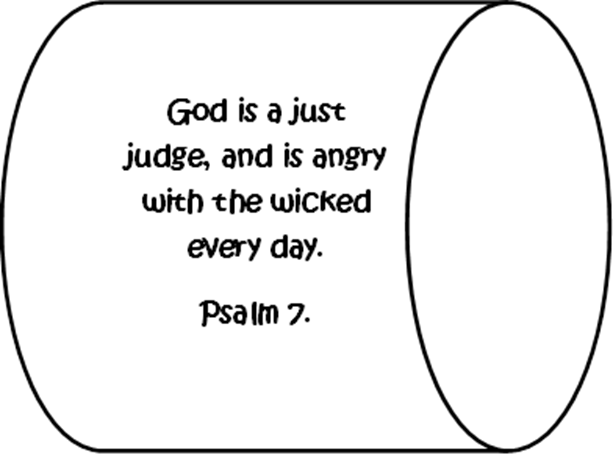 God is a just
judge, and is angry
with the wicked
every day.
Psalm 7.